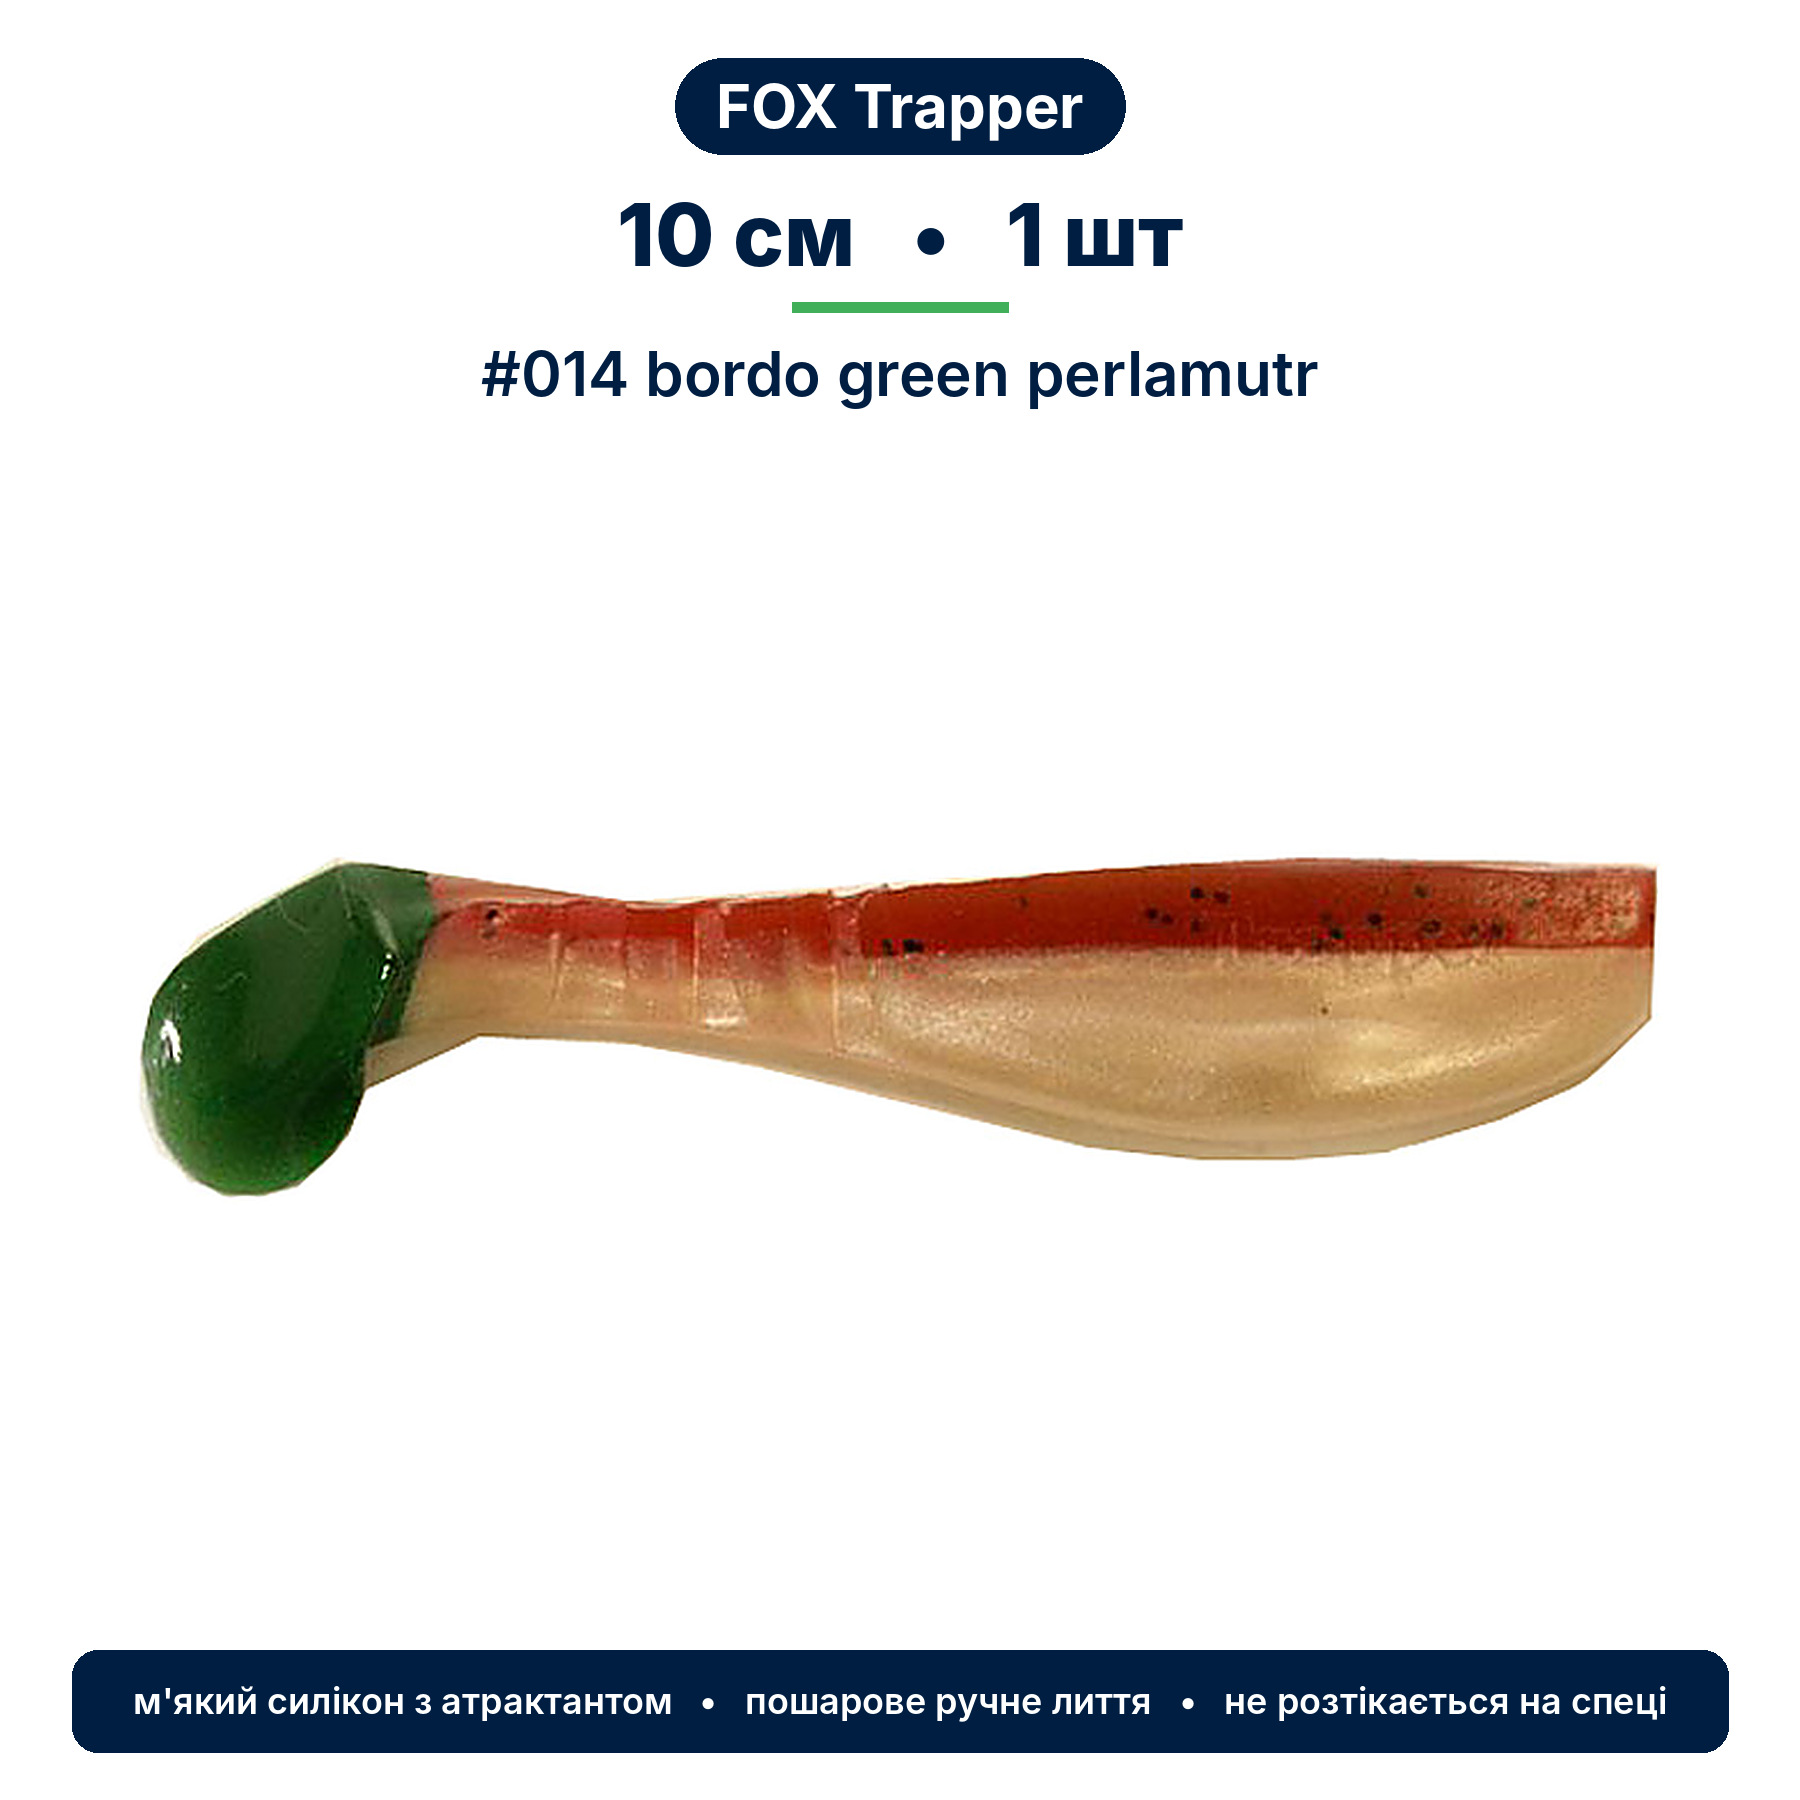 FOX Trapper
10 см • 1 шт
#014 bordo green perlamutr
м'який силікон з атрактантом • пошарове ручне лиття • не розтікається на спеці